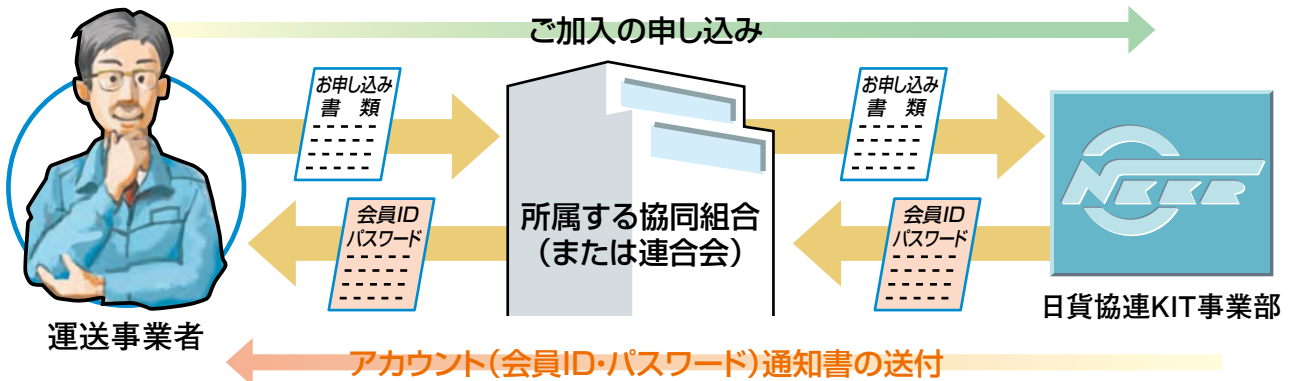 ご加入の申し込み
お申し込み
書 類
お申し込み
書 類
NKKR
会員ID
パスワード
所属する協同組合
(または連合会)
会員ID
パスワード
運送事業者
日貨協連KIT事業部
アカウント(会員ID・パスワード)通知書の送付